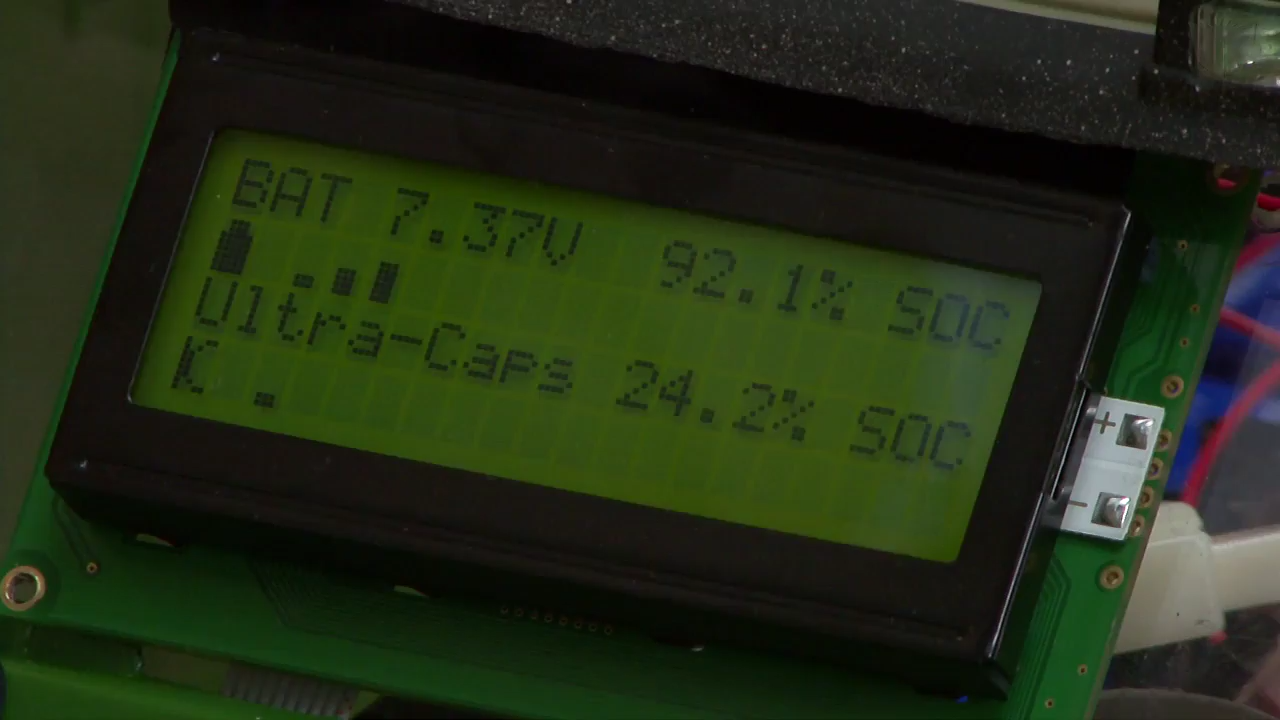 BAT 7.37V 92.1% SOC
Ultra-Caps 24.2% SOC
K .
+
-